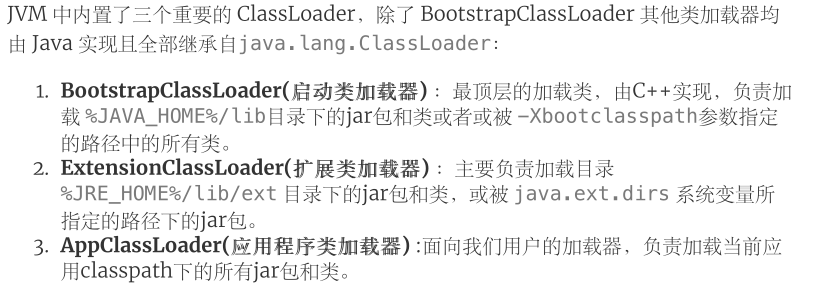 JVM 中内置了三个重要的 ClassLoader，除了 BootstrapClassLoader 其他类加载器均
由 Java 实现且全部继承自java.lang.ClassLoader：
1. BootstrapClassLoader(启动类加载器) ：最顶层的加载类，由C++实现，负责加
载 %JAVA_HOME%/lib目录下的jar包和类或者或被 -Xbootclasspath参数指定
的路径中的所有类。
2. ExtensionClassLoader(扩展类加载器) ：主要负责加载目录
%JRE_HOME%/lib/ext 目录下的jar包和类，或被 java.ext.dirs 系统变量所
指定的路径下的jar包。
3. AppClassLoader(应用程序类加载器) :面向我们用户的加载器，负责加载当前应
用classpath下的所有jar包和类。